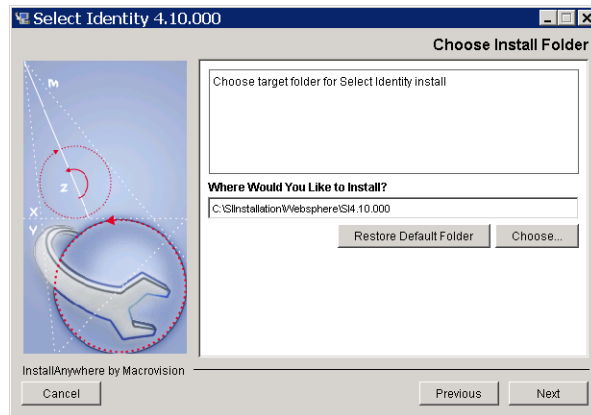 Select Identity 4.10.000
Choose Install Folder
Choose target folder for Select Identity install
M
Z
X
Y
Where Would You Like to Install?
C:\SIInstallation\Websphere\SI4.10.000
Restore Default Folder
Choose...
InstallAnywhere by Macrovision
Cancel
Previous
Next